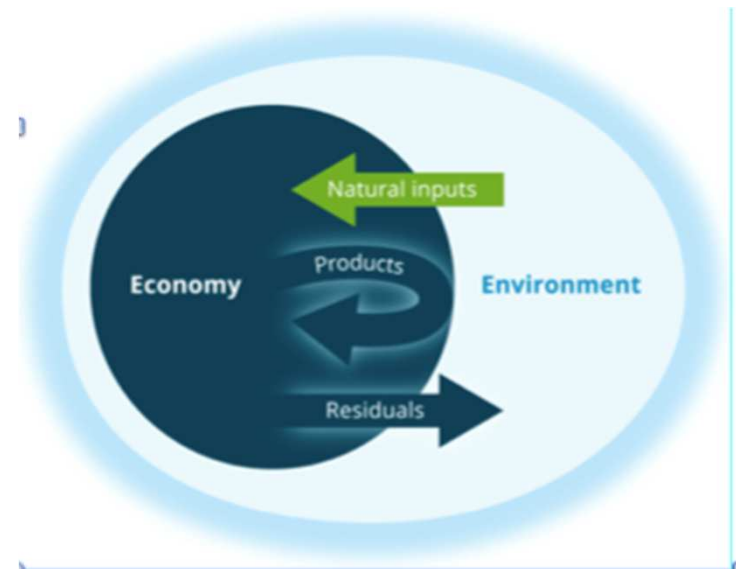 Natural inputs
Products
Economy
Environment
Residuals